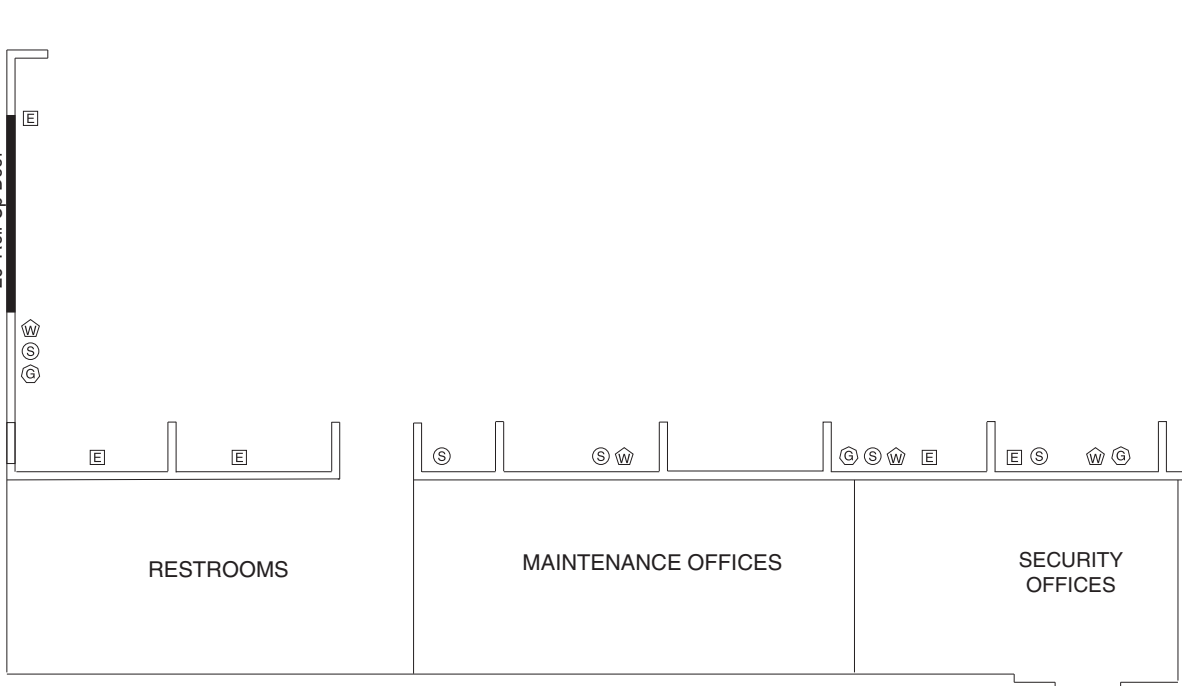 E
W
S
G
E E S S W G S W E E S W G
RESTROOMS
MAINTENANCE OFFICES
SECURITY
OFFICES